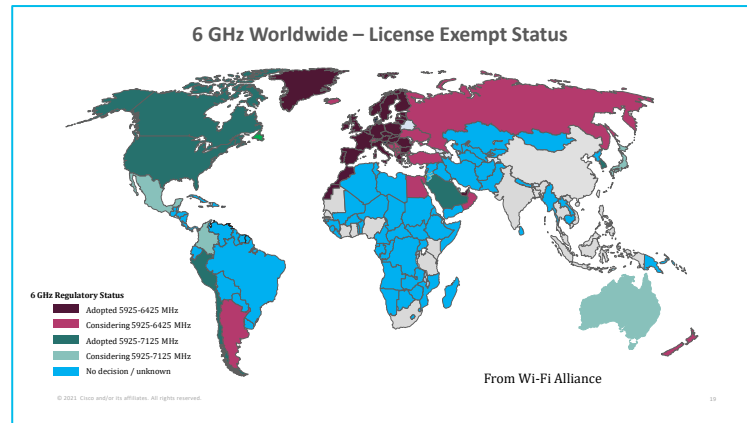 6 GHz Worldwide – License Exempt Status
6 GHz Regulatory Status
Adopted 5925-6425 MHz
Considering 5925-6425 MHz
Adopted 5925-7125 MHz
Considering 5925-7125 MHz
No decision / unknown
From Wi-Fi Alliance
© 2021 Cisco and/or its affiliates. All rights reserved.
19